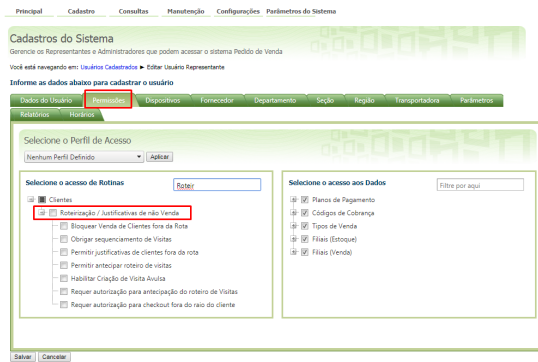 Principal Cadastro Consultas Manutenção Configurações Parâmetros do Sistema
Cadastros do Sistema
Gerencie os Representantes e Administradores que podem acessar o sistema Pedido de Venda
Você está navegando em: Usuários Cadastrados ► Editar Usuário Representante
Informe as dados abaixo para cadastrar o usuário
Dados do Usuário Permissões Dispositivos Fornecedor Departamento Seção Região Transportadora Parâmetros
Relatórios Horários
Selecione o Perfil de Acesso
Nenhum Perfil Definido Aplicar
Selecione o acesso de Rotinas Roteir
Clientes
Roteirização / Justificativas de não Venda
Bloquear Venda de Clientes fora da Rota
Obrigar sequenciamento de Visitas
Permitir justificativas de clientes fora da rota
Permitir antecipar roteiro de visitas
Habilitar Criação de Visita Avulsa
Requer autorização para antecipação do roteiro de Visitas
Requer autorização para checkout fora do raio do cliente
Selecione o acesso aos Dados Filtre por aqui
Planos de Pagamento
Códigos de Cobrança
Tipos de Venda
Filiais (Estoque)
Filiais (Venda)
Salvar Cancelar